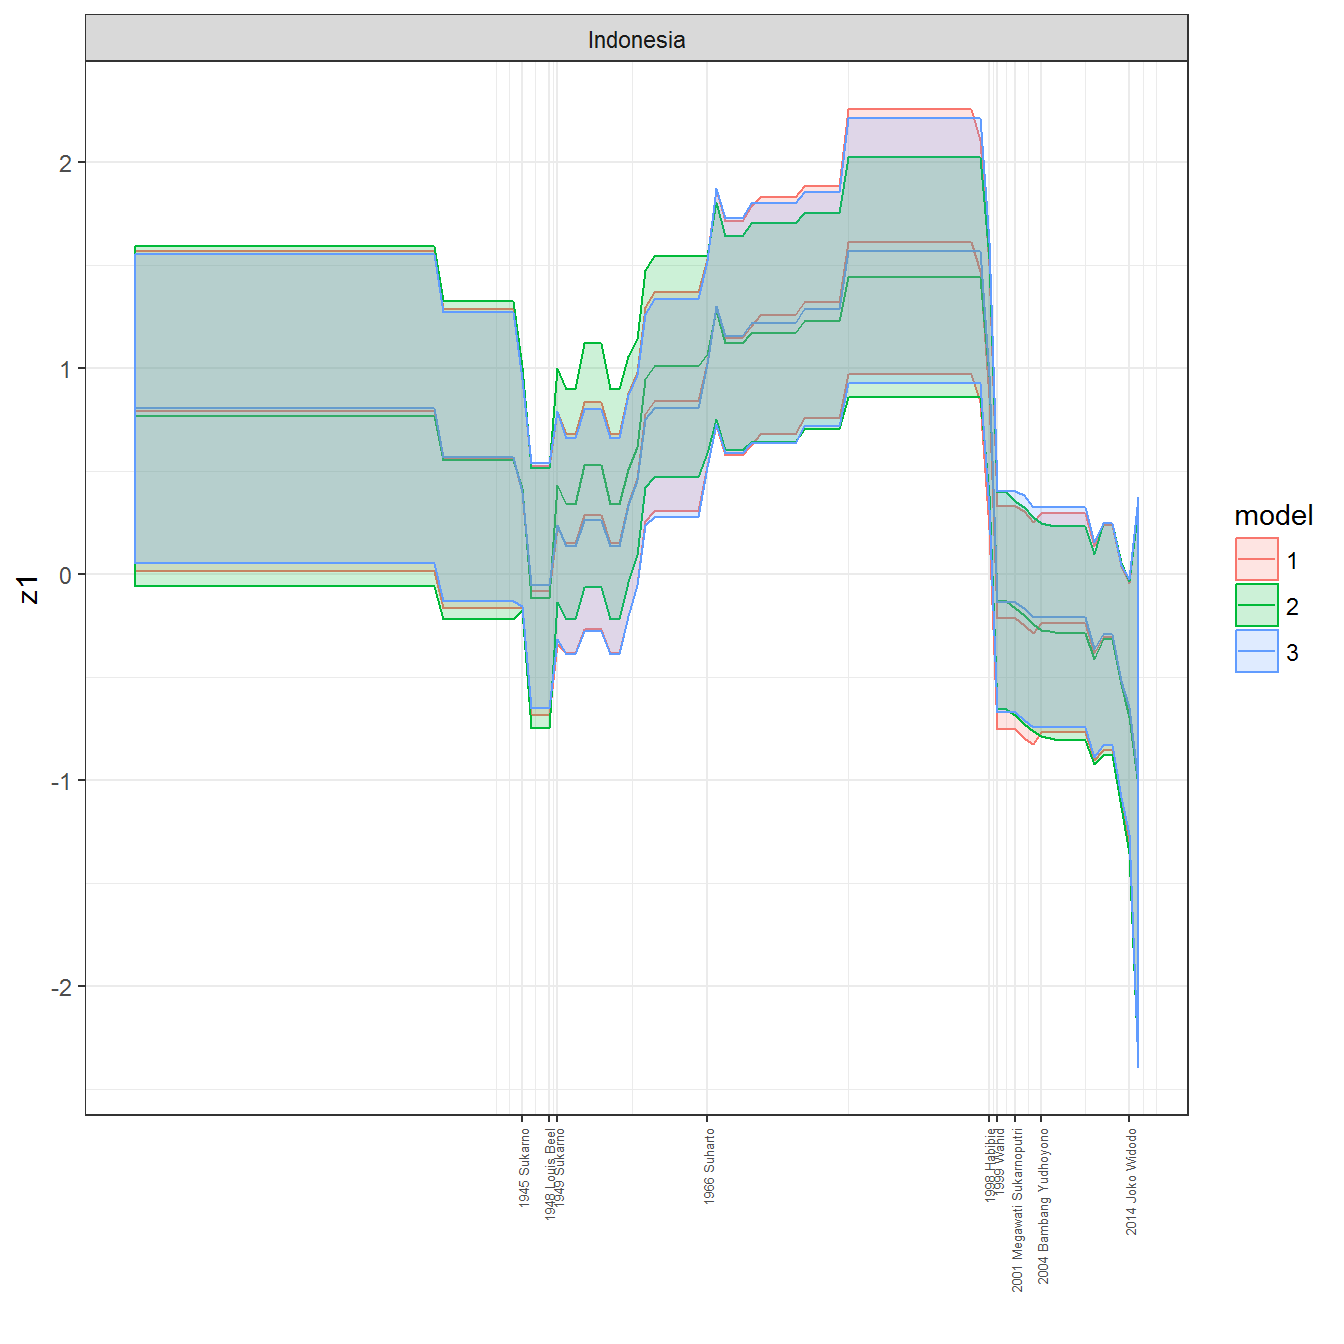 Indonesia
2
1
0
-1
-2
z1
model
1
2
3
1945 Sukarno
1948 Louis Beel
1949 Sukarno
1966 Suharto
1998 Habibie
1999 Wahid
2001 Megawati Sukarnoputri
2004 Bambang Yudhoyono
2014 Joko Widodo